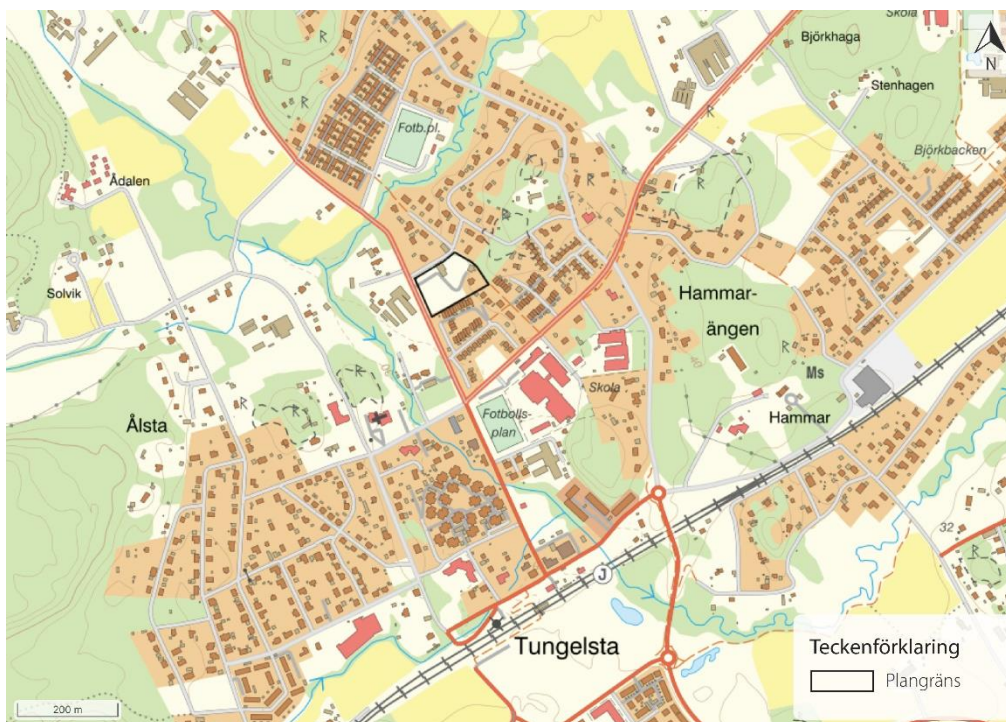 Skola
Björkhaga
N
Stenhagen
Fotb.pl.
R
R
Björkbacken
R
R
R
Ådalen
R
Solvik
Hammar-
ängen
R
40
R
R
Ms
Skola
Hammar
Ålsta
Fotbolls-
plan
32
R
J
Tungelsta
Teckenförklaring
Plangräns
200 m